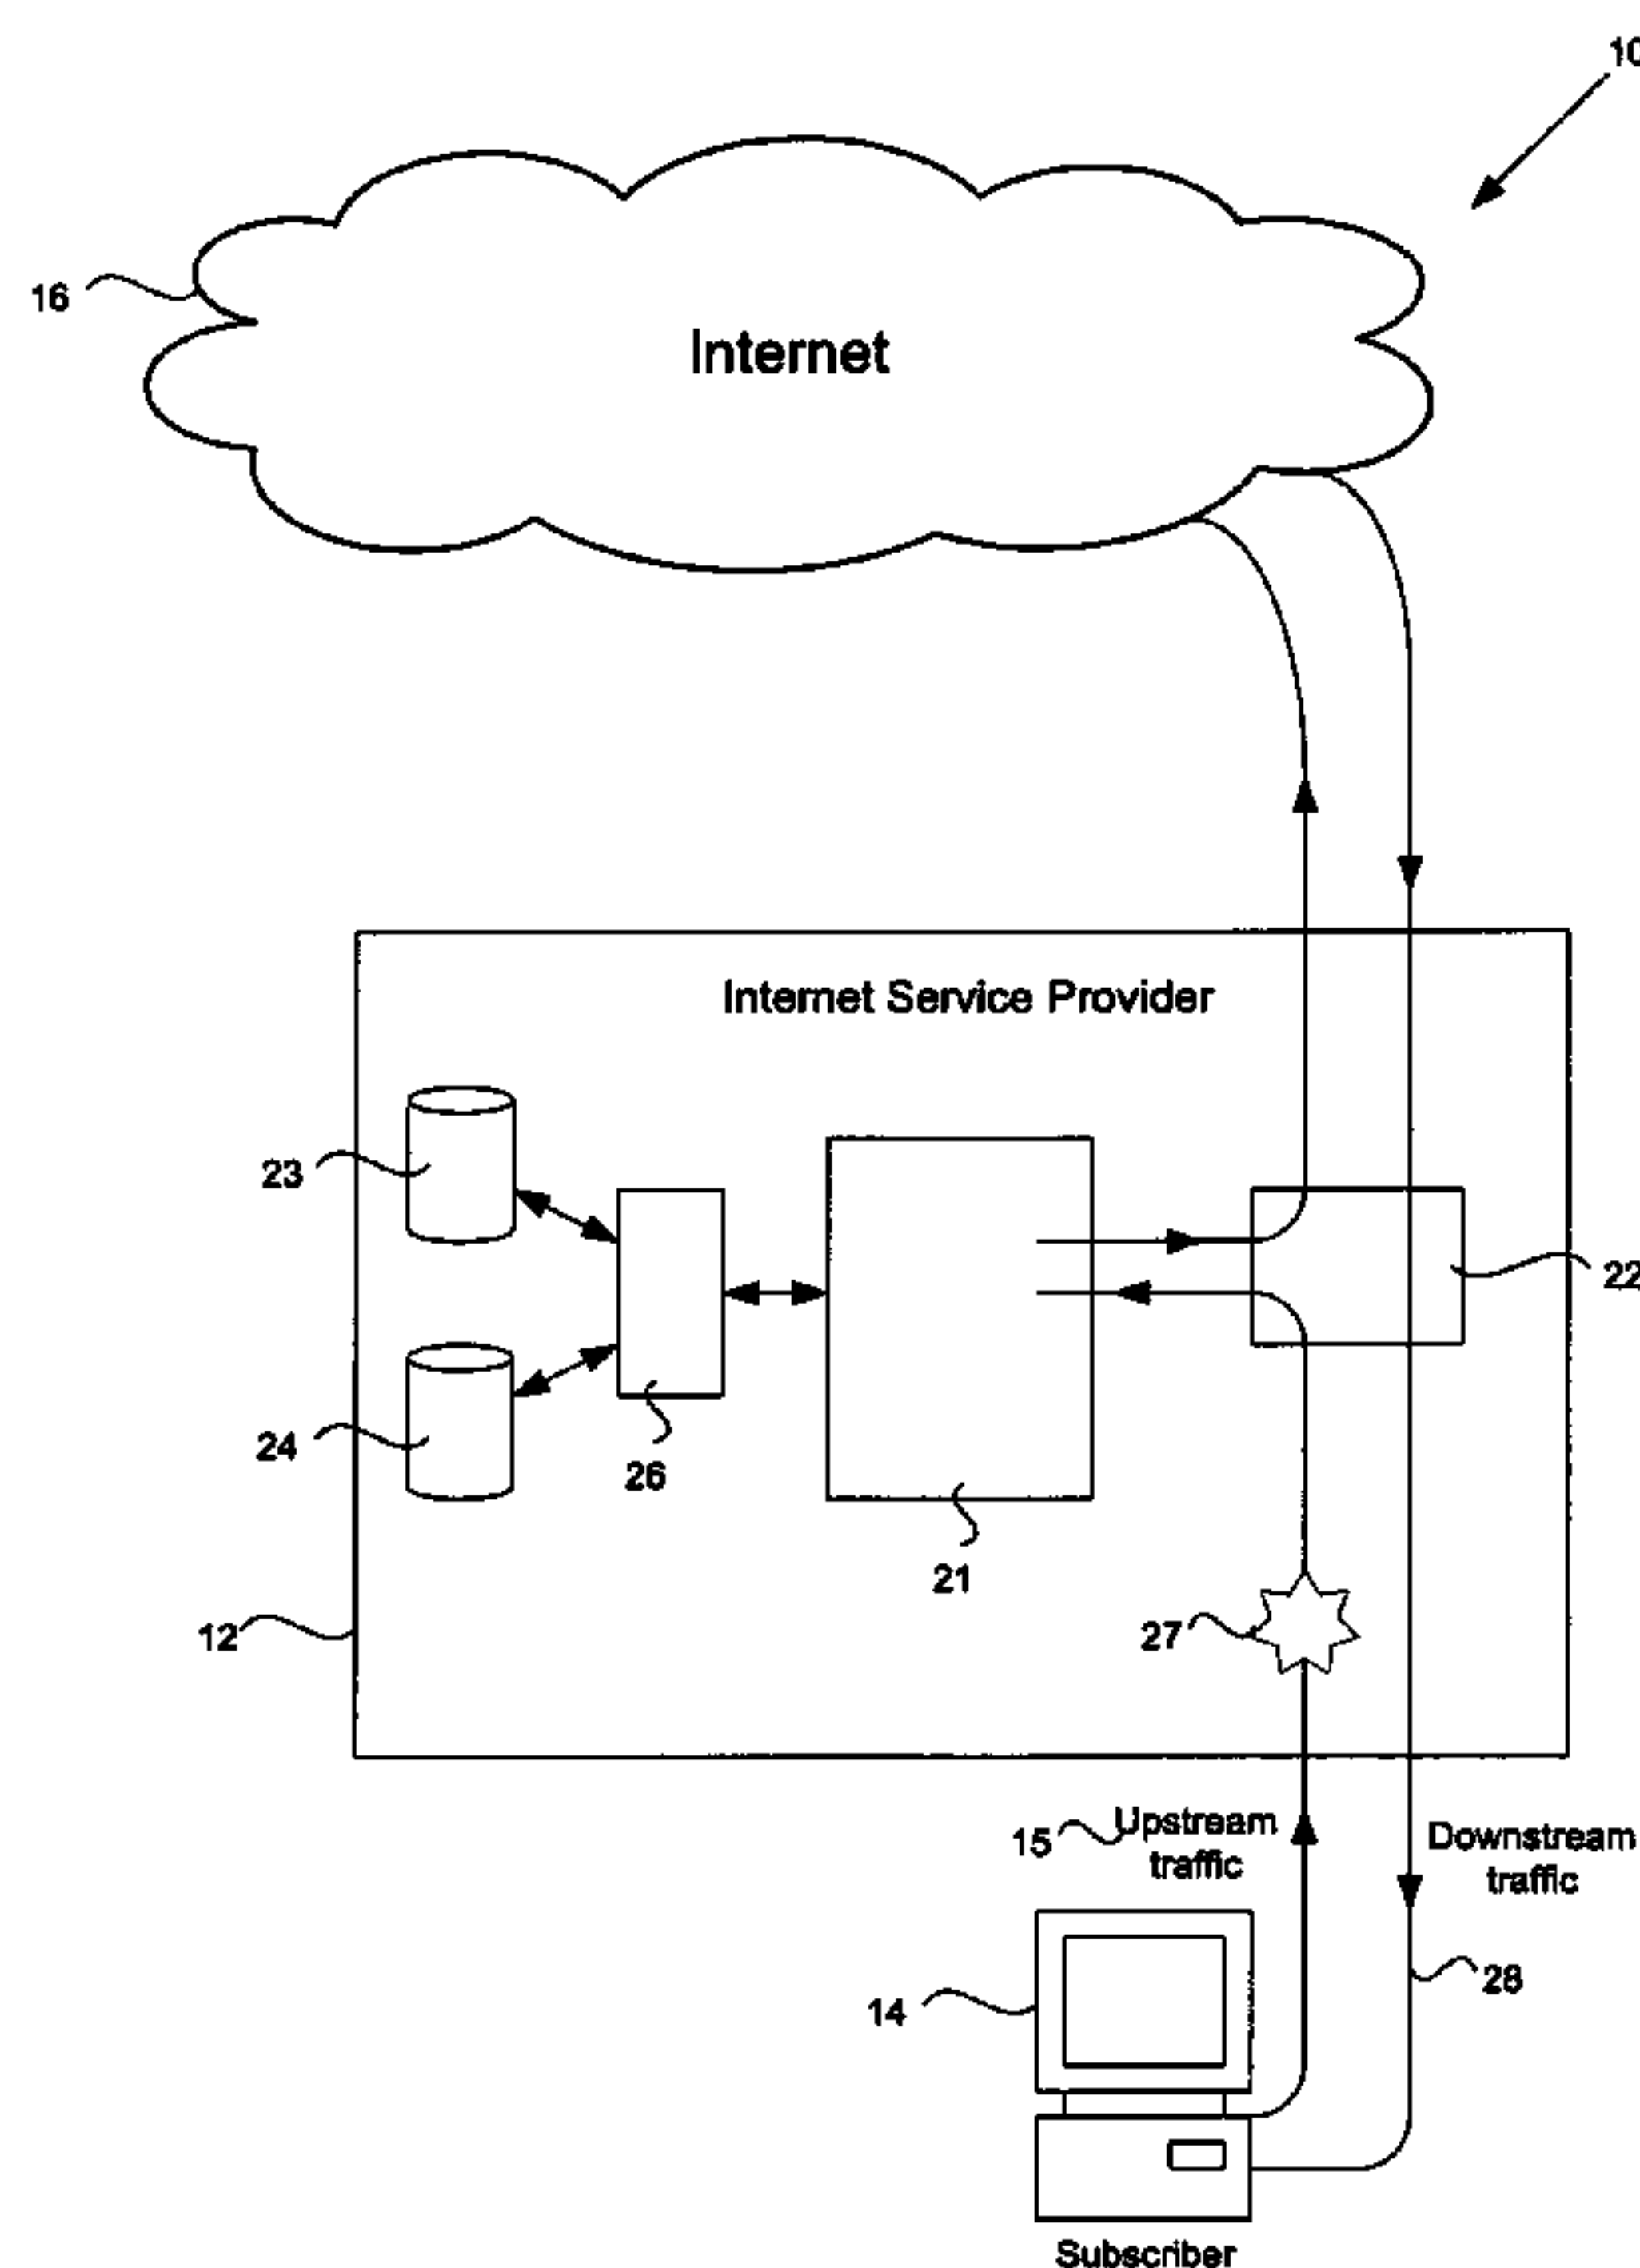 10
16
Internet
Internet Service Provider
23
22
24
26
21
12
27
15
Upstream
traffic
Downstream
traffic
28
14
Subscriber